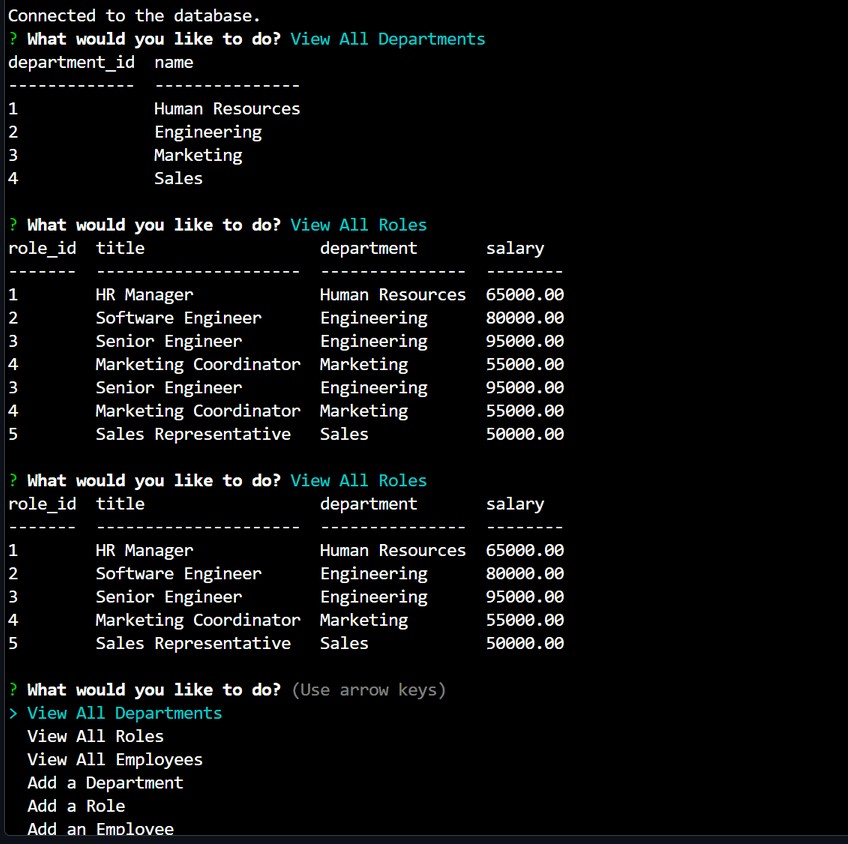 Connected to the database.
? What would you like to do? View All Departments
department_id  name
-------------  ---------------
1              Human Resources
2              Engineering
3              Marketing
4              Sales
? What would you like to do? View All Roles
role_id  title                  department       salary
-------  ---------------------  ---------------  --------
1        HR Manager             Human Resources  65000.00
2        Software Engineer      Engineering      80000.00
3        Senior Engineer        Engineering      95000.00
4        Marketing Coordinator  Marketing        55000.00
3        Senior Engineer        Engineering      95000.00
4        Marketing Coordinator  Marketing        55000.00
5        Sales Representative   Sales            50000.00
? What would you like to do? View All Roles
role_id  title                  department       salary
-------  ---------------------  ---------------  --------
1        HR Manager             Human Resources  65000.00
2        Software Engineer      Engineering      80000.00
3        Senior Engineer        Engineering      95000.00
4        Marketing Coordinator  Marketing        55000.00
5        Sales Representative   Sales            50000.00
? What would you like to do? (Use arrow keys)
> View All Departments
  View All Roles
  View All Employees
  Add a Department
  Add a Role
  Add an Employee